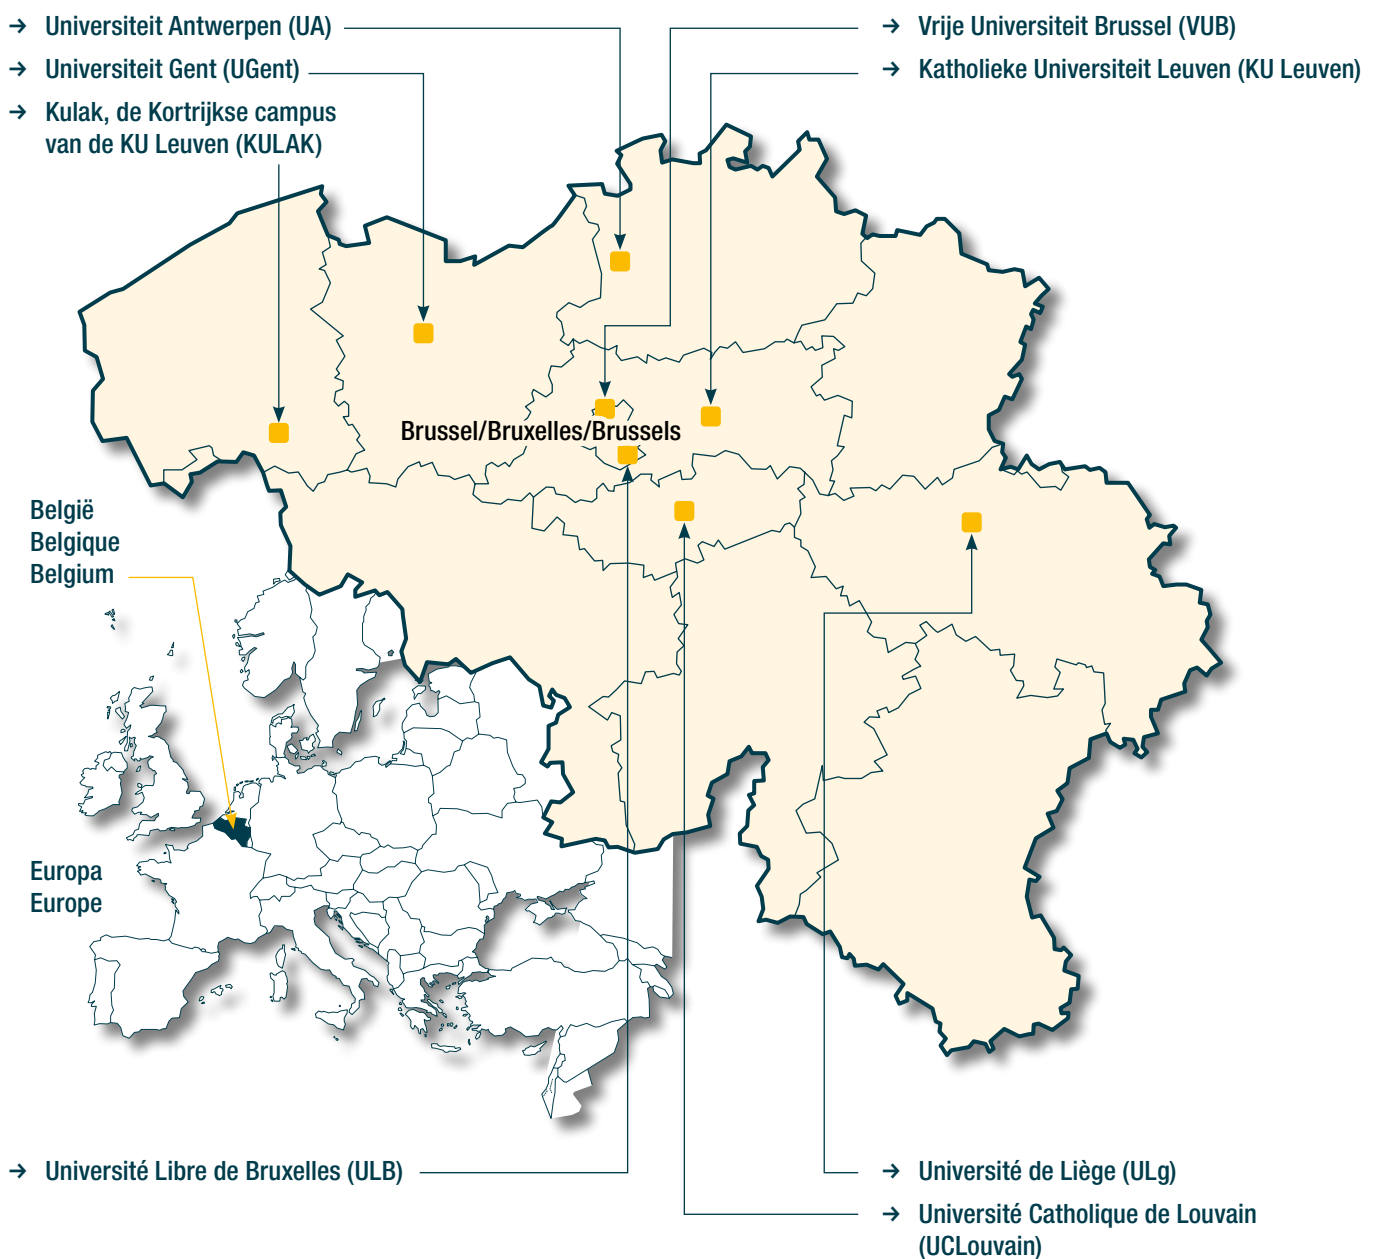 → Universiteit Antwerpen (UA)
→ Universiteit Gent (UGent)
→ Kulak, de Kortrijkse campus
van de KU Leuven (KULAK)
→ Vrije Universiteit Brussel (VUB)
→ Katholieke Universiteit Leuven (KU Leuven)
Brussel/Bruxelles/Brussels
België
Belgique
Belgium
Europa
Europe
→ Université Libre de Bruxelles (ULB)
→ Université de Liège (ULg)
→ Université Catholique de Louvain
(UCLouvain)